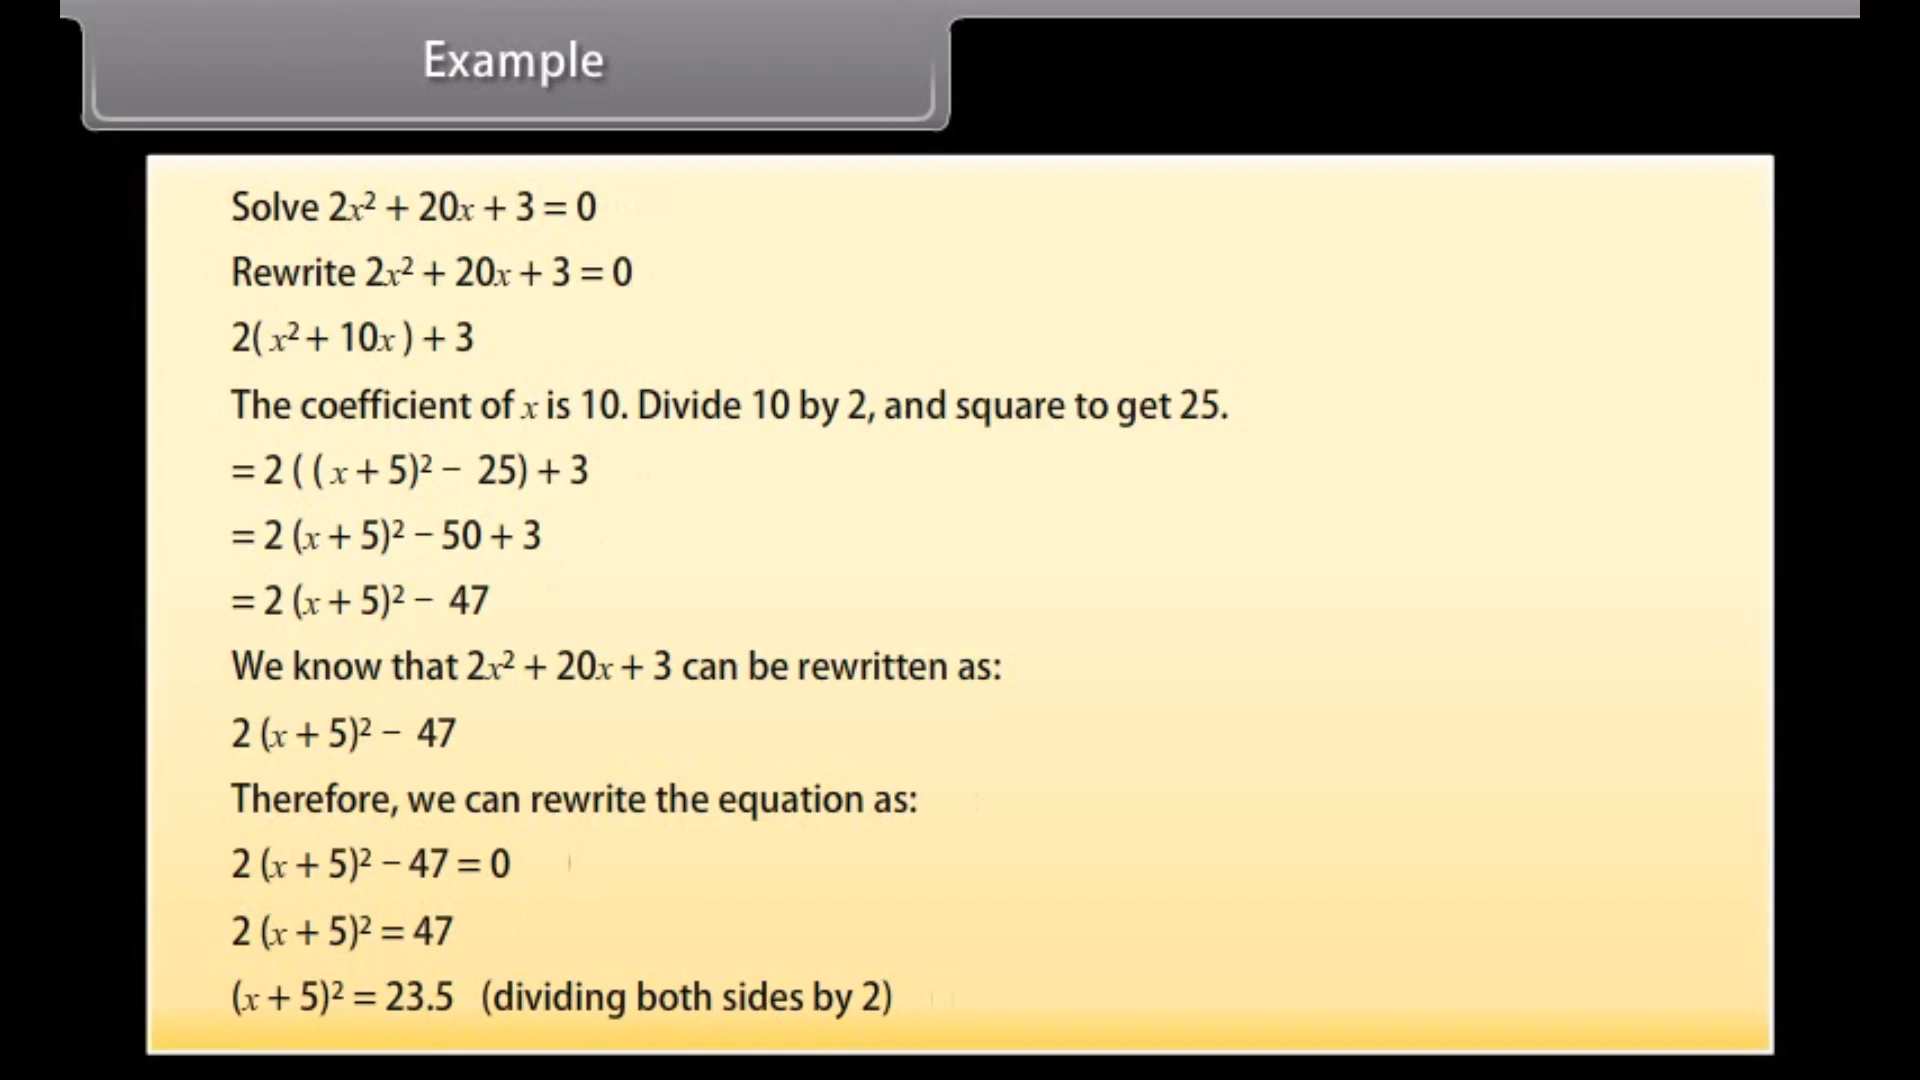 Example
Solve 2x² + 20x + 3 = 0
Rewrite 2x² + 20x + 3 = 0
2( x² + 10x ) + 3
The coefficient of x is 10. Divide 10 by 2, and square to get 25.
= 2 ( ( x + 5)² − 25) + 3
= 2 (x + 5)² − 50 + 3
= 2 (x + 5)² − 47
We know that 2x² + 20x + 3 can be rewritten as:
2 (x + 5)² − 47
Therefore, we can rewrite the equation as:
2 (x + 5)² − 47 = 0
2 (x + 5)² = 47
(x + 5)² = 23.5 (dividing both sides by 2)